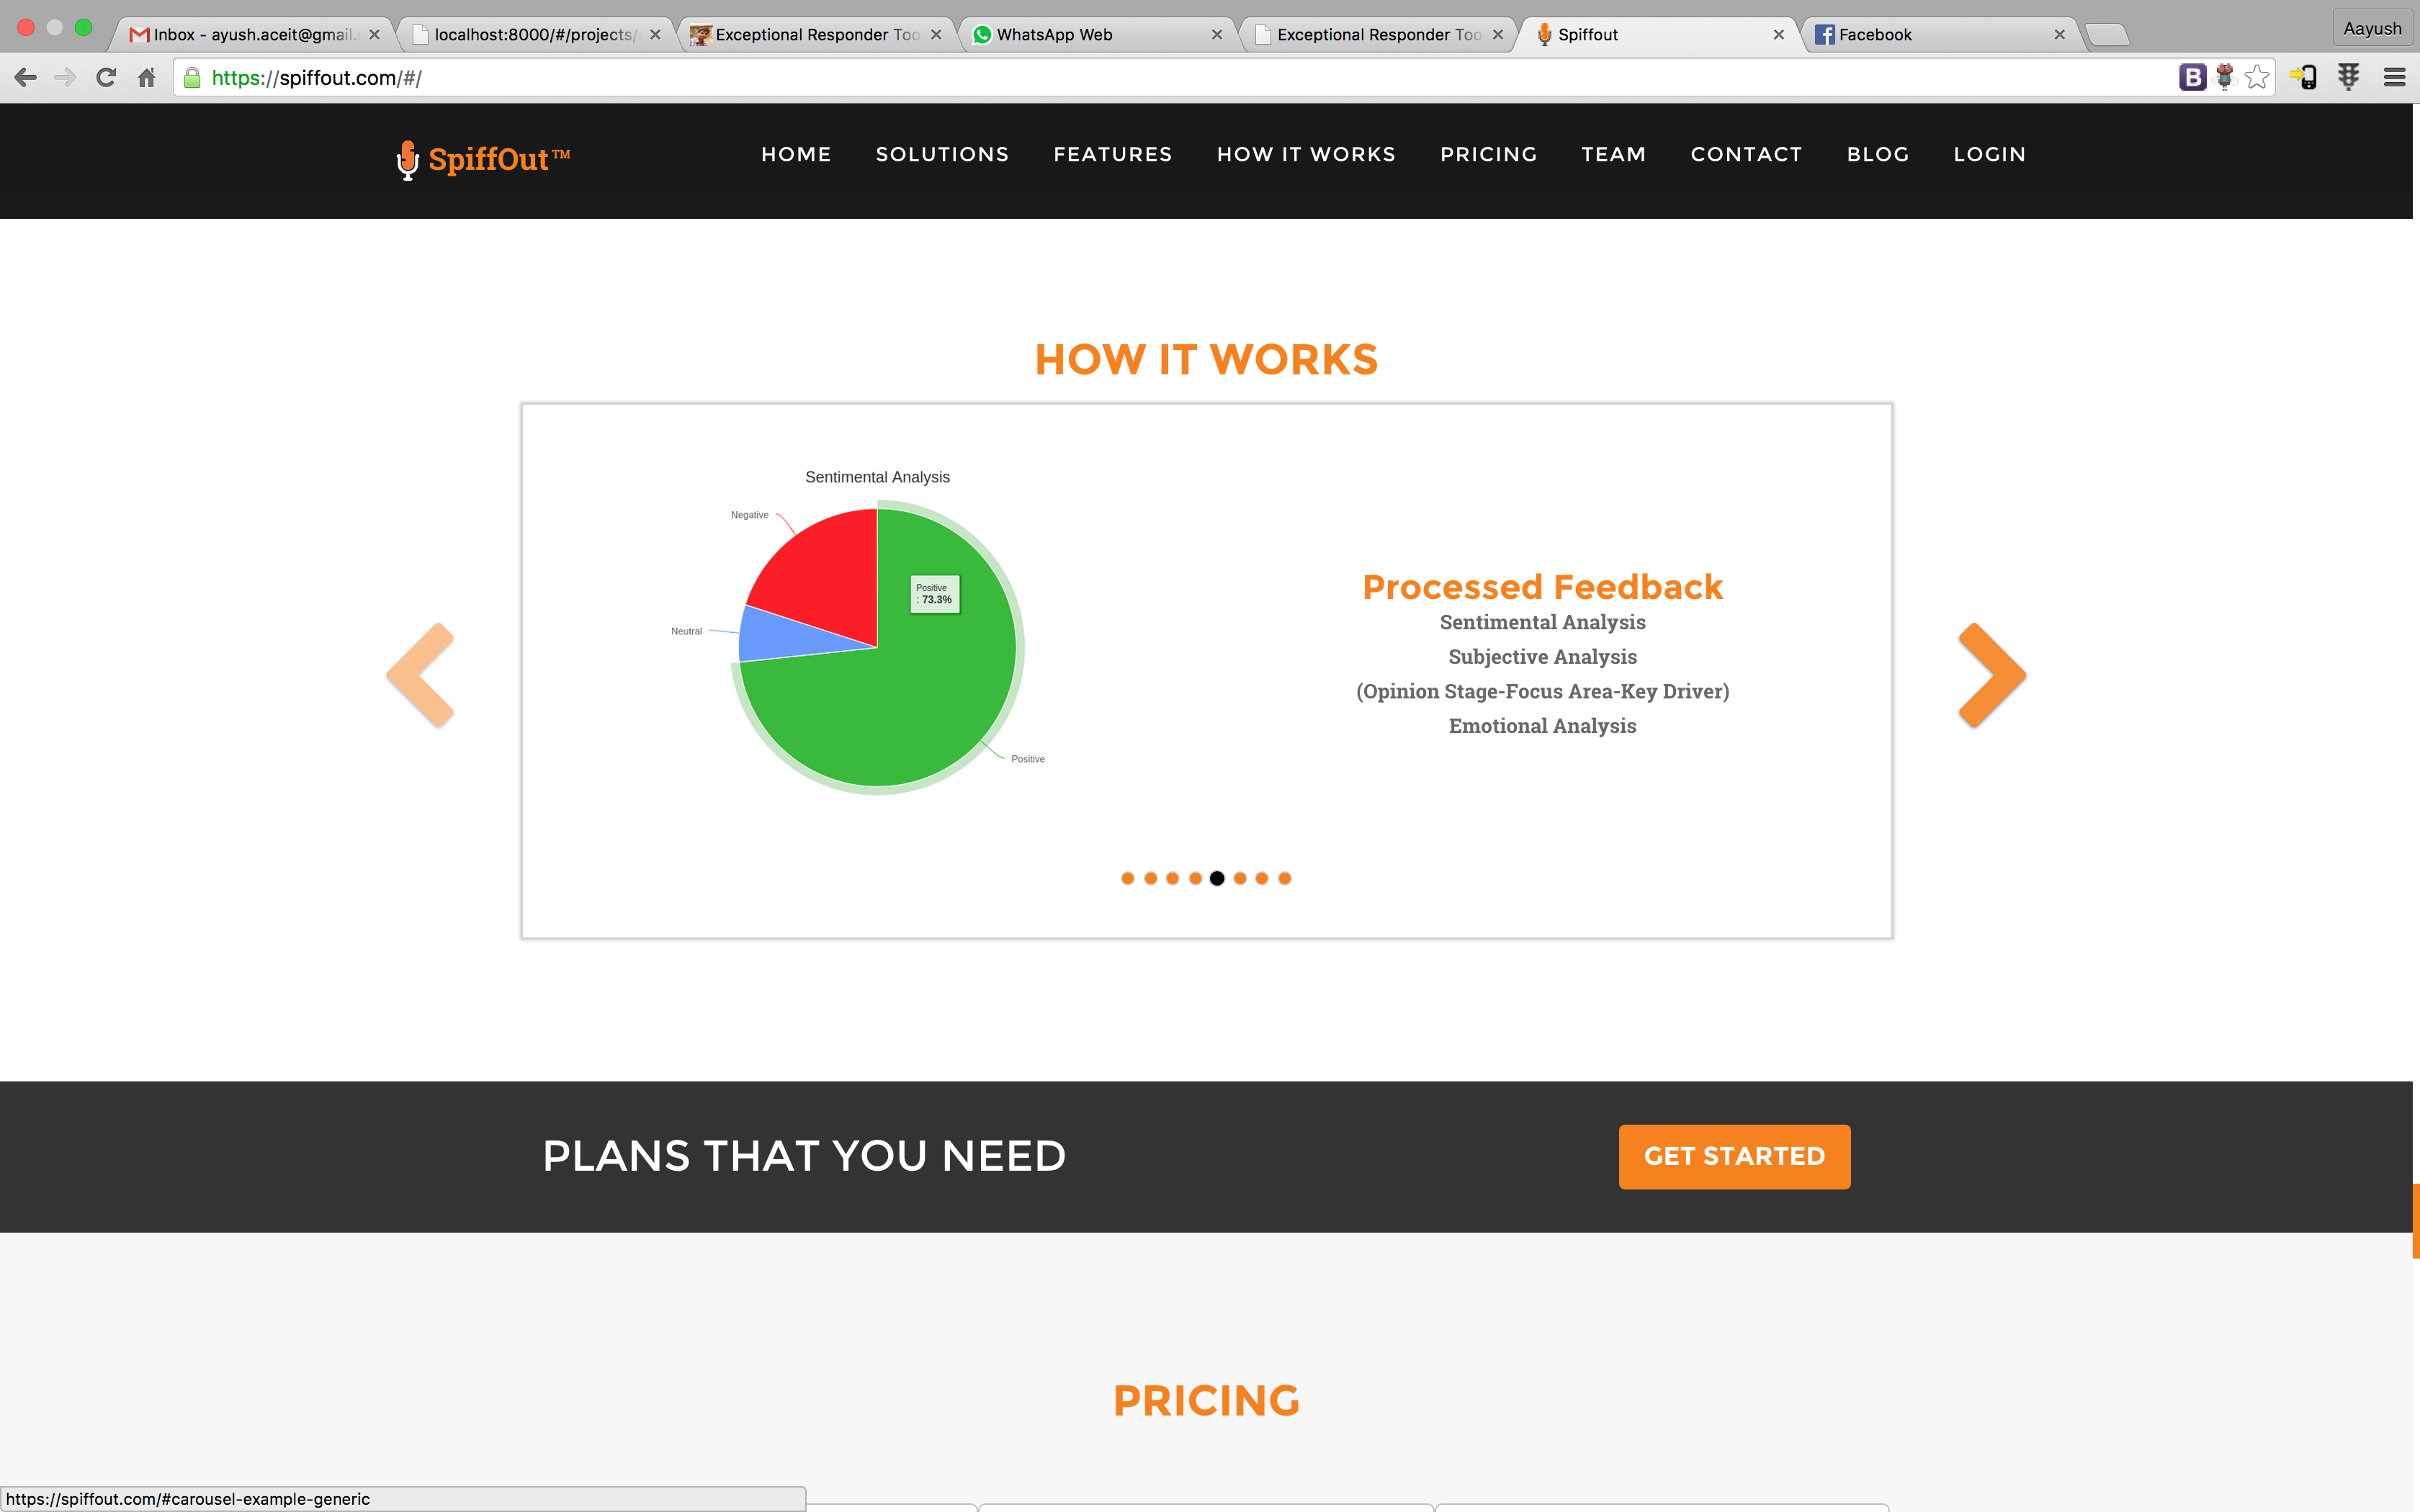 Inbox - ayush.aceit@gmail.
localhost:8000/#/projects/
Exceptional Responder Too
WhatsApp Web
Exceptional Responder Too
Spiffout
Facebook
Aayush
https://spiffout.com/#/
B
SpiffOut™
HOME
SOLUTIONS
FEATURES
HOW IT WORKS
PRICING
TEAM
CONTACT
BLOG
LOGIN
HOW IT WORKS
Sentimental Analysis
Negative
Positive
: 73.3%
Neutral
Positive
Processed Feedback
Sentimental Analysis
Subjective Analysis
(Opinion Stage-Focus Area-Key Driver)
Emotional Analysis
PLANS THAT YOU NEED
GET STARTED
PRICING
https://spiffout.com/#carousel-example-generic